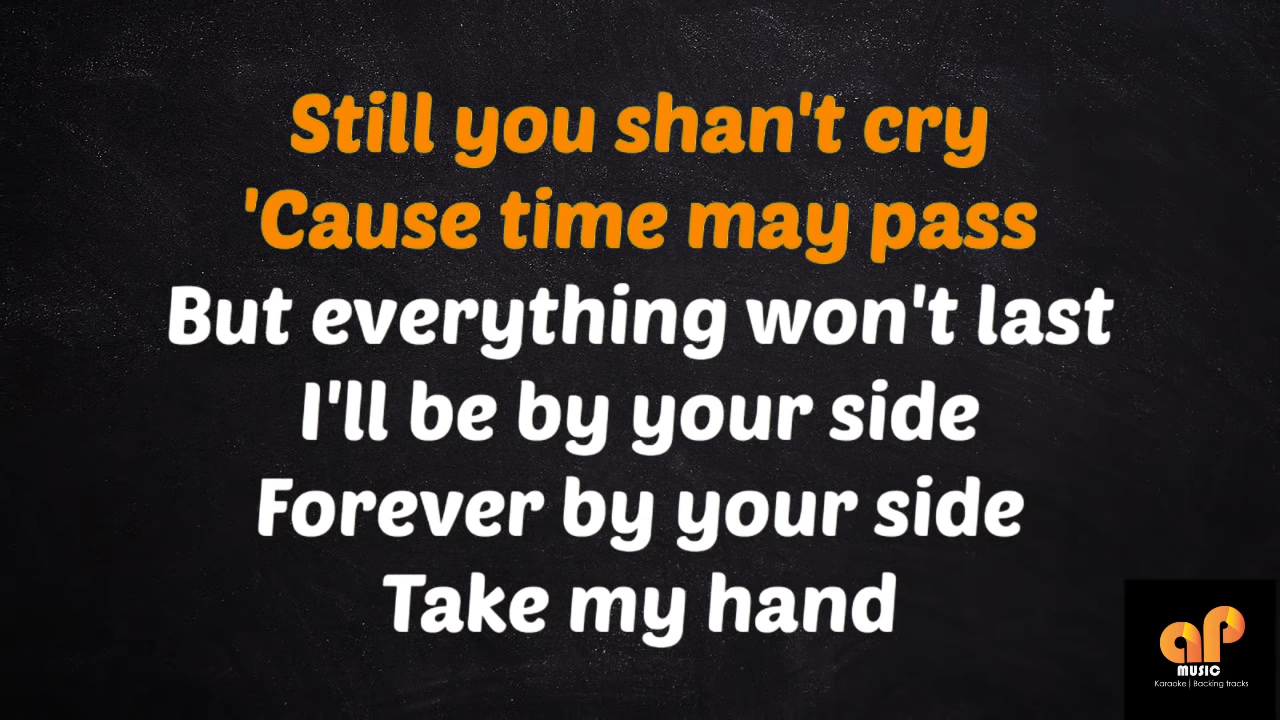 Still you shan't cry
'Cause time may pass
But everything won't last
I'll be by your side
Forever by your side
Take my hand
ap
MUSIC
Karaoke | Backing tracks